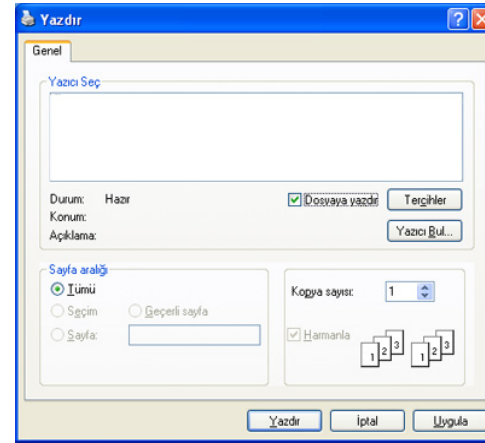 Yazdır
Genel
Yazıcı Seç
Durum: Hazır
Dosyaya yazdır
Tercihler
Konum:
Açıklama:
Yazıcı Bul...
Sayfa aralığı
Tümü
Seçim Geçerli sayfa
Sayfa:
Kopya sayısı: 1
Harmanla
1 2 3 1 2 3
Yazdır İptal Uygula